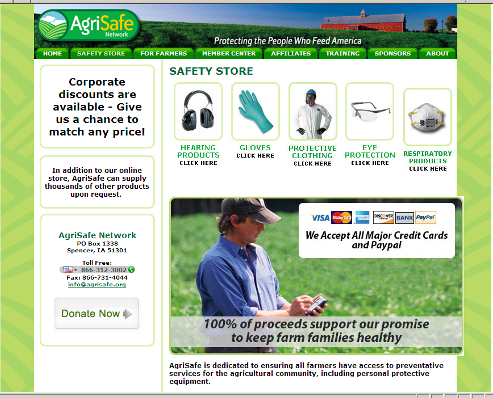 AgriSafe
Network
Protecting the People Who Feed America
HOME SAFETY STORE FOR FARMERS MEMBER CENTER AFFILIATES TRAINING SPONSORS ABOUT
Corporate
discounts are
available - Give
us a chance to
match any price!
In addition to our online
store, AgriSafe can supply
thousands of other products
upon request.
AgriSafe Network
PO Box 1338
Spencer, IA 51301
Toll Free:
866-312-3002
Fax: 866-731-4044
info@agrisafe.org
Donate Now
SAFETY STORE
HEARING
PRODUCTS
CLICK HERE
GLOVES
CLICK HERE
PROTECTIVE
CLOTHING
CLICK HERE
EYE
PROTECTION
CLICK HERE
RESPIRATORY
PRODUCTS
CLICK HERE
VISA MasterCard DISCOVER BANK PayPal
We Accept All Major Credit Cards
and Paypal
100% of proceeds support our promise
to keep farm families healthy
AgriSafe is dedicated to ensuring all farmers have access to preventative
services for the agricultural community, including personal protective
equipment.